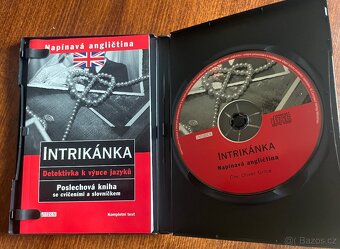 Napínavá angličtina
INTRIKÁNKA
Detektivka k výuce jazyků
Poslechová kniha
se cvičeními a slovníčkem
Kompletní text
INTRIKÁNKA
Napínavá angličtina
Bazos.cz